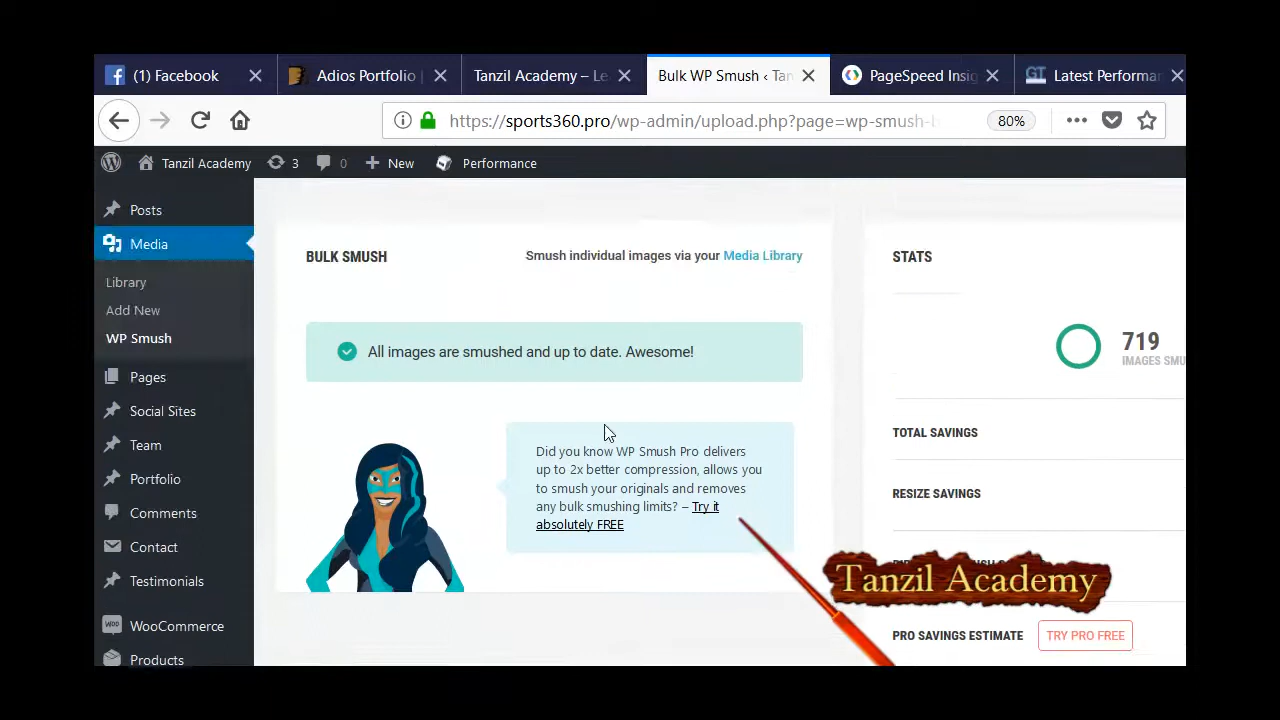 (1) Facebook
Adios Portfolio
Tanzil Academy – Le
Bulk WP Smush ‹ Tan
PageSpeed Insig
GT
Latest Performa
https://sports360.pro/wp-admin/upload.php?page=wp-smush-b
80%
Tanzil Academy
3
0
New
Performance
Posts
Media
Library
Add New
WP Smush
Pages
Social Sites
Team
Portfolio
Comments
Contact
Testimonials
WOO
WooCommerce
Products
BULK SMUSH
Smush individual images via your Media Library
All images are smushed and up to date. Awesome!
Did you know WP Smush Pro delivers
up to 2x better compression, allows you
to smush your originals and removes
any bulk smushing limits? – Try it
absolutely FREE
STATS
719
IMAGES SMU
TOTAL SAVINGS
RESIZE SAVINGS
Tanzil Academy
PRO SAVINGS ESTIMATE
TRY PRO FREE